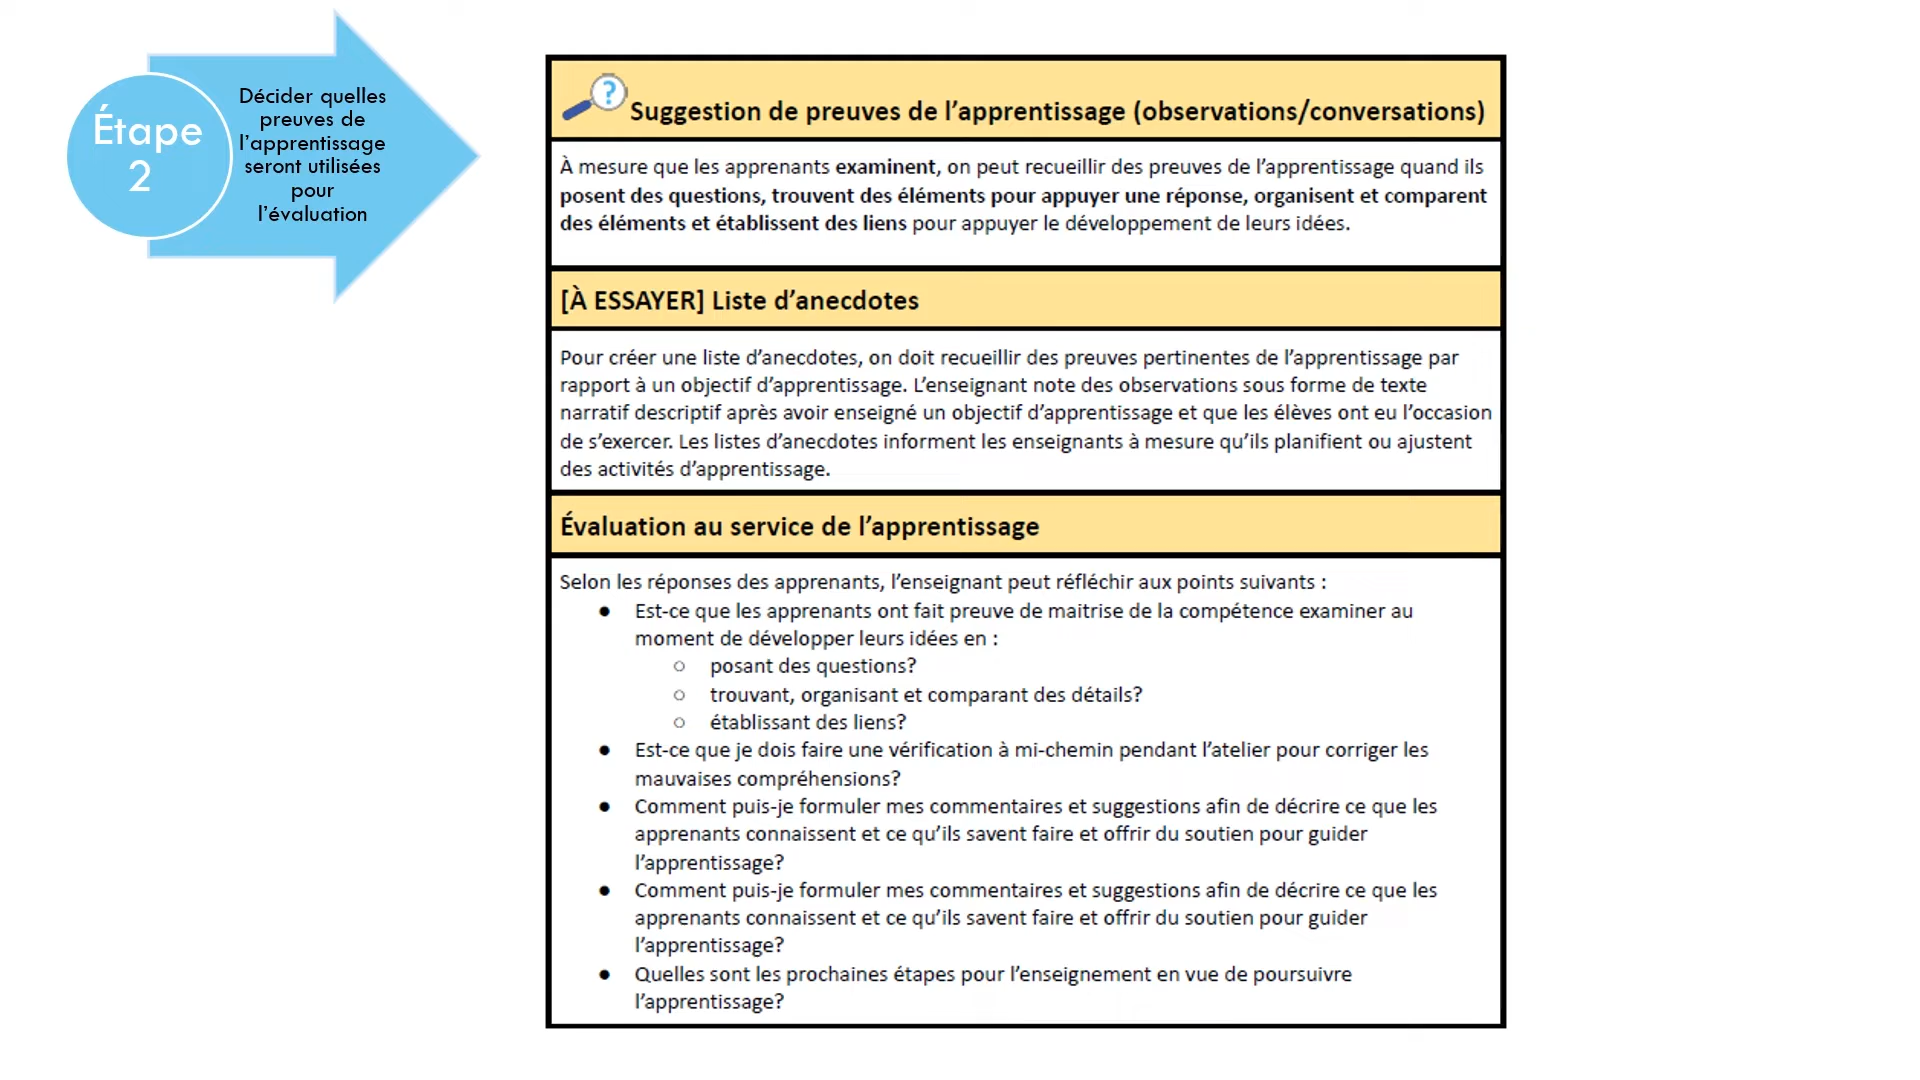 Étape
2
Décider quelles
preuves de
l’apprentissage
seront utilisées
pour
l’évaluation
?
Suggestion de preuves de l’apprentissage (observations/conversations)
À mesure que les apprenants examinent, on peut recueillir des preuves de l’apprentissage quand ils
posent des questions, trouvent des éléments pour appuyer une réponse, organisent et comparent
des éléments et établissent des liens pour appuyer le développement de leurs idées.
[À ESSAYER] Liste d’anecdotes
Pour créer une liste d’anecdotes, on doit recueillir des preuves pertinentes de l’apprentissage par
rapport à un objectif d’apprentissage. L’enseignant note des observations sous forme de texte
narratif descriptif après avoir enseigné un objectif d’apprentissage et que les élèves ont eu l’occasion
de s’exercer. Les listes d’anecdotes informent les enseignants à mesure qu’ils planifient ou ajustent
des activités d’apprentissage.
Évaluation au service de l’apprentissage
Selon les réponses des apprenants, l’enseignant peut réfléchir aux points suivants :
● Est-ce que les apprenants ont fait preuve de maitrise de la compétence examiner au
moment de développer leurs idées en :
○ posant des questions?
○ trouvant, organisant et comparant des détails?
○ établissant des liens?
● Est-ce que je dois faire une vérification à mi-chemin pendant l’atelier pour corriger les
mauvaises compréhensions?
● Comment puis-je formuler mes commentaires et suggestions afin de décrire ce que les
apprenants connaissent et ce qu’ils savent faire et offrir du soutien pour guider
l’apprentissage?
● Comment puis-je formuler mes commentaires et suggestions afin de décrire ce que les
apprenants connaissent et ce qu’ils savent faire et offrir du soutien pour guider
l’apprentissage?
● Quelles sont les prochaines étapes pour l’enseignement en vue de poursuivre
l’apprentissage?